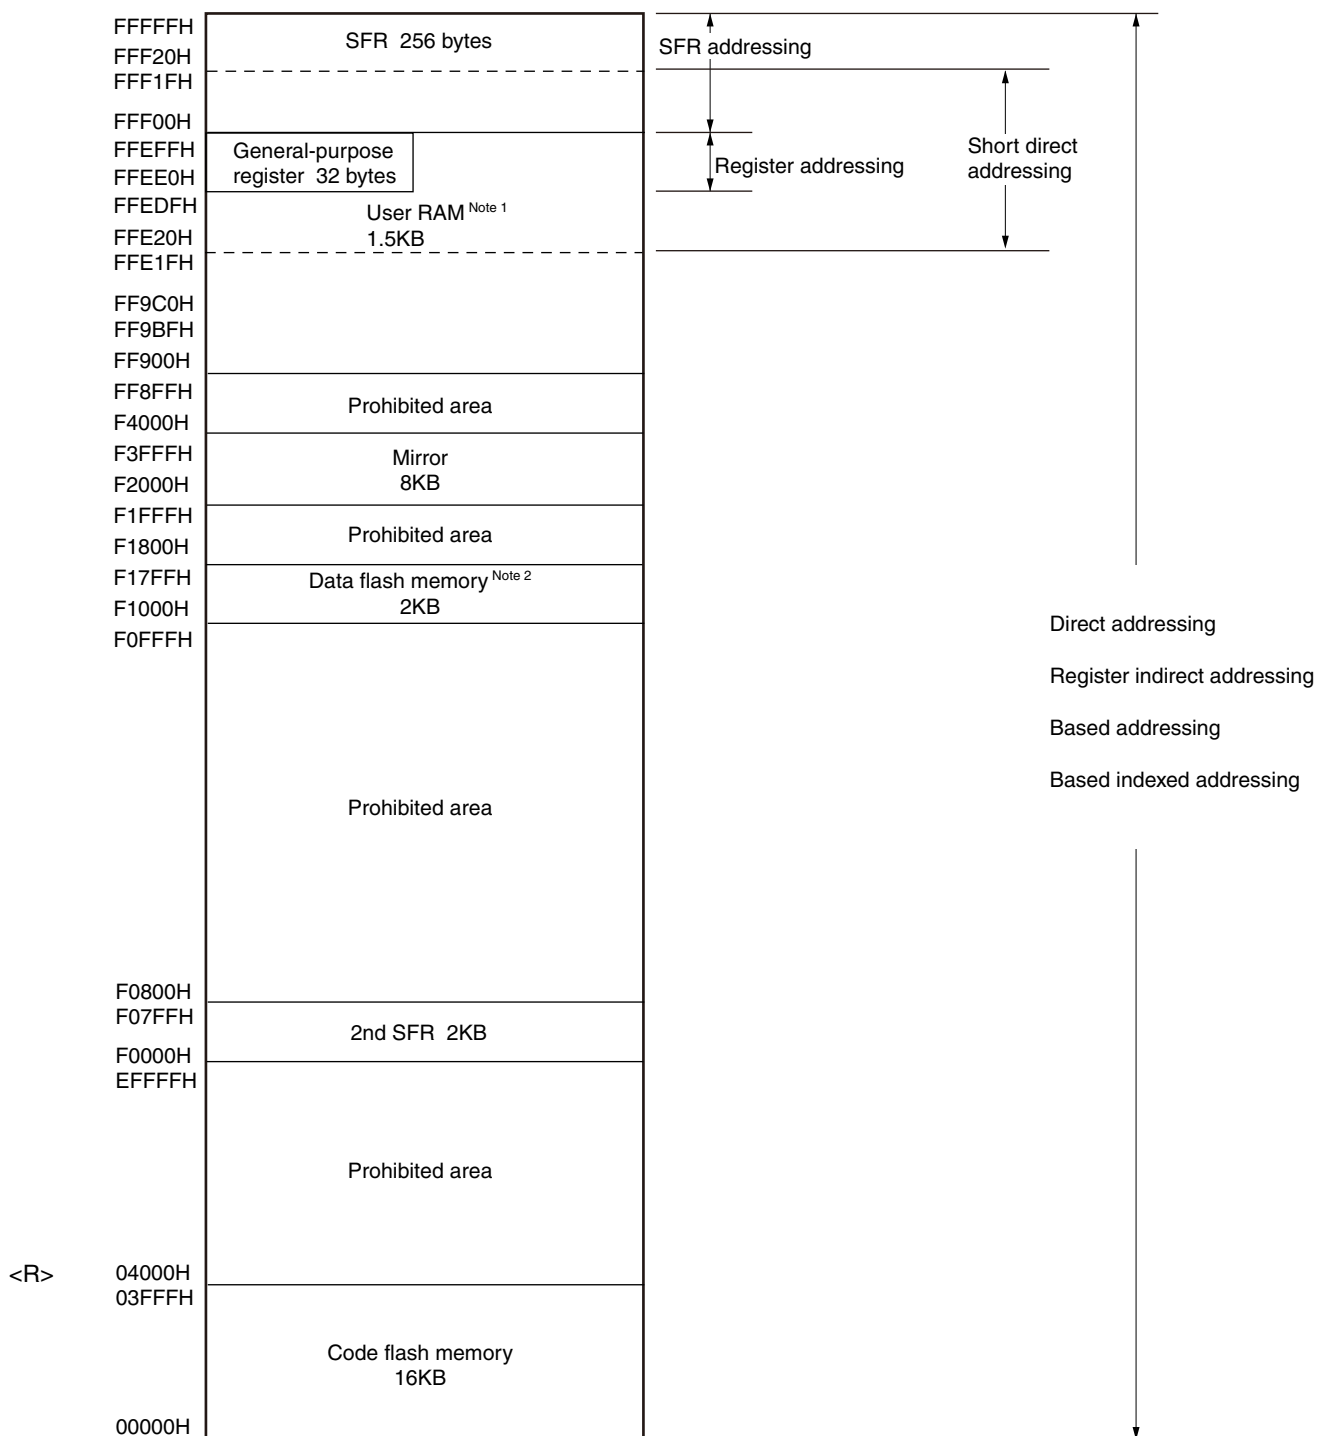 FFFFFH
SFR 256 bytes
SFR addressing
FFF20H
FFF1FH
FFF00H
FFEFFH
General-purpose
register 32 bytes
Register addressing
Short direct
addressing
FFEE0H
FFEDFH
User RAM Note 1
1.5KB
FFE20H
FFE1FH
FF9C0H
FF9BFH
FF900H
FF8FFH
Prohibited area
F4000H
F3FFFH
Mirror
8KB
F2000H
F1FFFH
Prohibited area
F1800H
F17FFH
Data flash memory Note 2
2KB
F1000H
F0FFFH
Direct addressing
Register indirect addressing
Based addressing
Based indexed addressing
Prohibited area
F0800H
F07FFH
2nd SFR 2KB
F0000H
EFFFFH
Prohibited area
<R>
04000H
03FFFH
Code flash memory
16KB
00000H